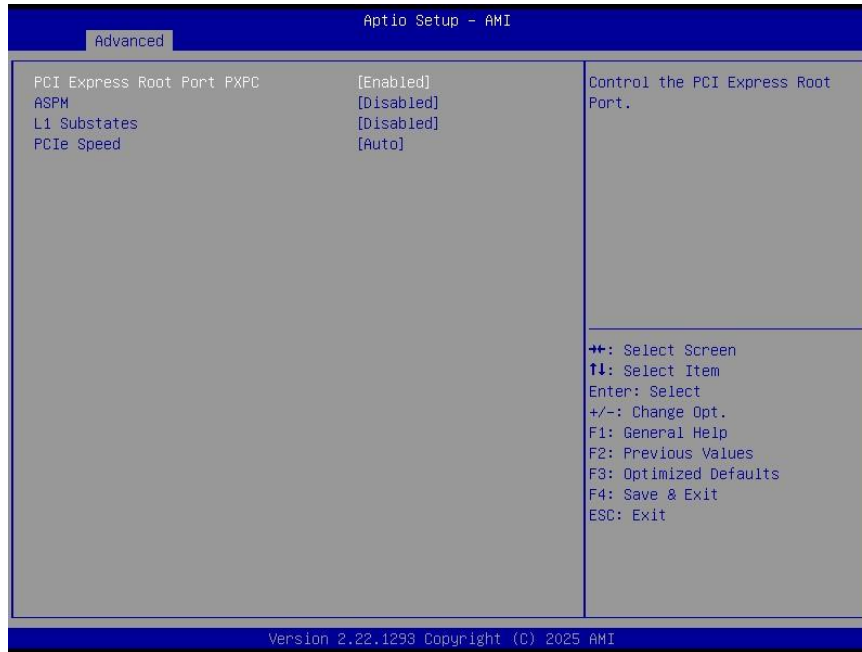 Aptio Setup – AMI
Advanced
PCI Express Root Port PXPC [Enabled]
ASPM [Disabled]
L1 Substates [Disabled]
PCIe Speed [Auto]
Control the PCI Express Root
Port.
→←: Select Screen
↑↓: Select Item
Enter: Select
+/-: Change Opt.
F1: General Help
F2: Previous Values
F3: Optimized Defaults
F4: Save & Exit
ESC: Exit
Version 2.22.1293 Copyright (C) 2025 AMI